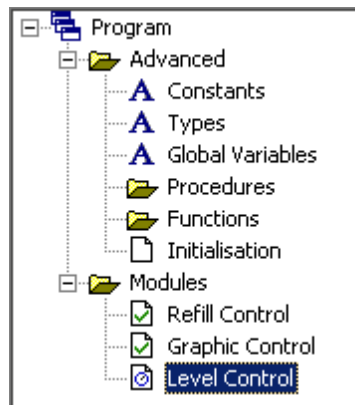 Program
Advanced
Constants
Types
Global Variables
Procedures
Functions
Initialisation
Modules
Refill Control
Graphic Control
Level Control